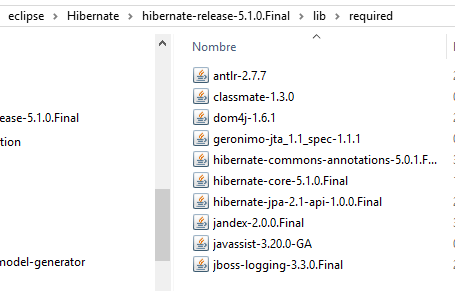 eclipse > Hibernate > hibernate-release-5.1.0.Final > lib > required
Nombre
antlr-2.7.7
classmate-1.3.0
dom4j-1.6.1
ease-5.1.0.Final
geronimo-jta_1.1_spec-1.1.1
tion
hibernate-commons-annotations-5.0.1.F...
hibernate-core-5.1.0.Final
hibernate-jpa-2.1-api-1.0.0.Final
jandex-2.0.0.Final
javassist-3.20.0-GA
model-generator
jboss-logging-3.3.0.Final